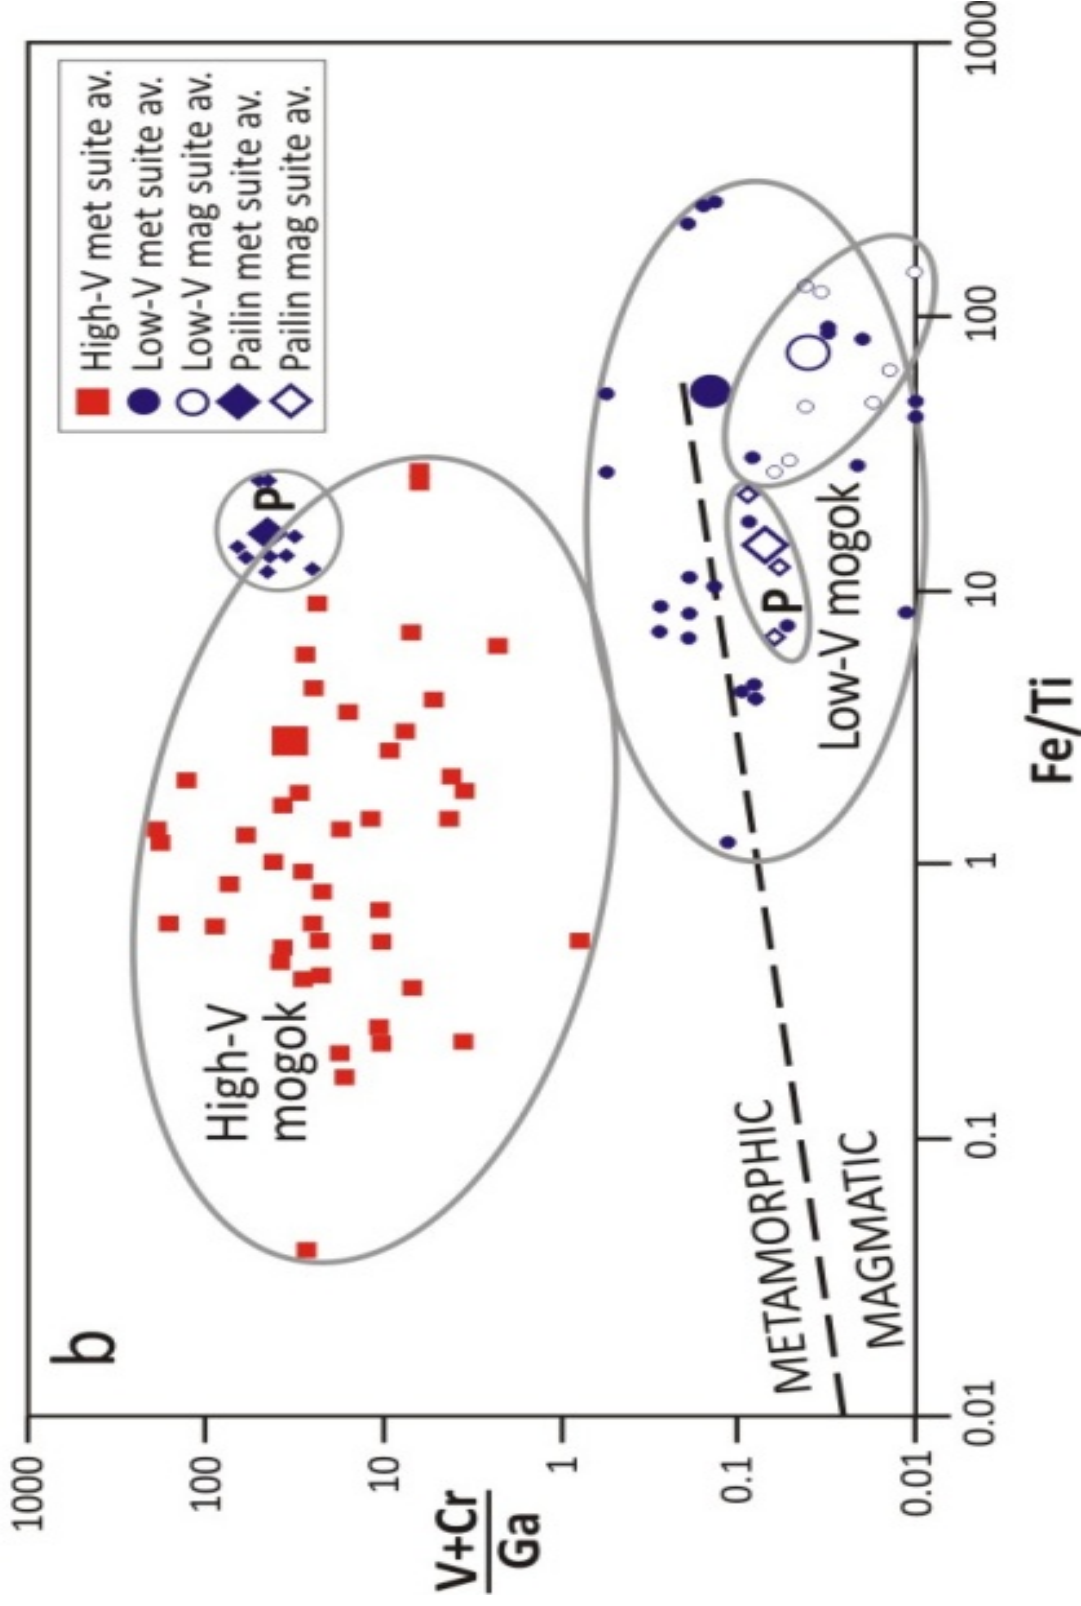 b
High-V met suite av.
Low-V met suite av.
Low-V mag suite av.
Pailin met suite av.
Pailin mag suite av.
1000
100
10
1
0.1
0.01
V+Cr
Ga
High-V
mogok
P
P
Low-V mogok
METAMORPHIC
MAGMATIC
0.01
0.1
1
10
100
1000
Fe/Ti